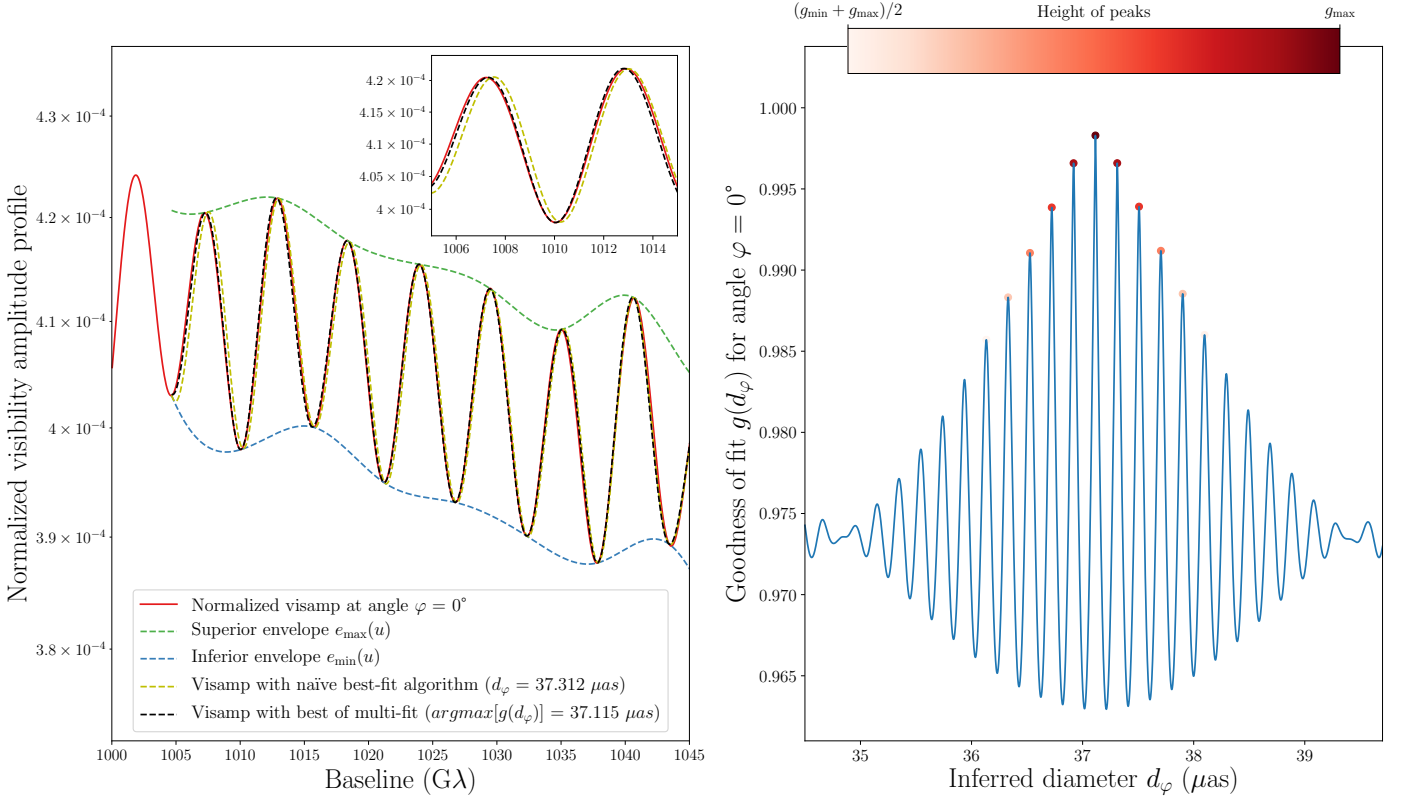 (g_min + g_max)/2
Height of peaks
g_max
Normalized visibility amplitude profile
4.3 × 10⁻⁴
4.2 × 10⁻⁴
4.1 × 10⁻⁴
4 × 10⁻⁴
3.9 × 10⁻⁴
3.8 × 10⁻⁴
4.2 × 10⁻⁴
4.15 × 10⁻⁴
4.1 × 10⁻⁴
4.05 × 10⁻⁴
4 × 10⁻⁴
1006 1008 1010 1012 1014
Normalized visamp at angle φ = 0°
Superior envelope e_max(u)
Inferior envelope e_min(u)
Visamp with naïve best-fit algorithm (d_φ = 37.312 μas)
Visamp with best of multi-fit (argmax[g(d_φ)] = 37.115 μas)
1000 1005 1010 1015 1020 1025 1030 1035 1040 1045
Baseline (Gλ)
Goodness of fit g(d_φ) for angle φ = 0°
1.000
0.995
0.990
0.985
0.980
0.975
0.970
0.965
35 36 37 38 39
Inferred diameter d_φ (μas)